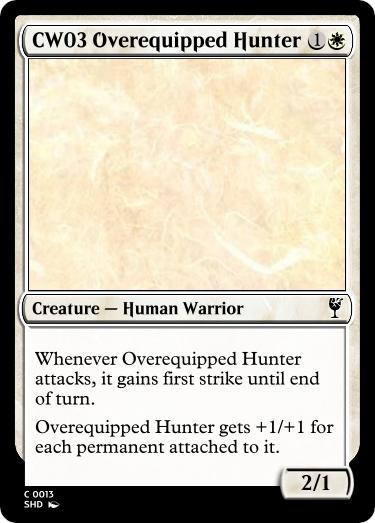 CW03 Overequipped Hunter 1
Creature — Human Warrior
Whenever Overequipped Hunter
attacks, it gains first strike until end
of turn.
Overequipped Hunter gets +1/+1 for
each permanent attached to it.
2/1
C 0013
SHD